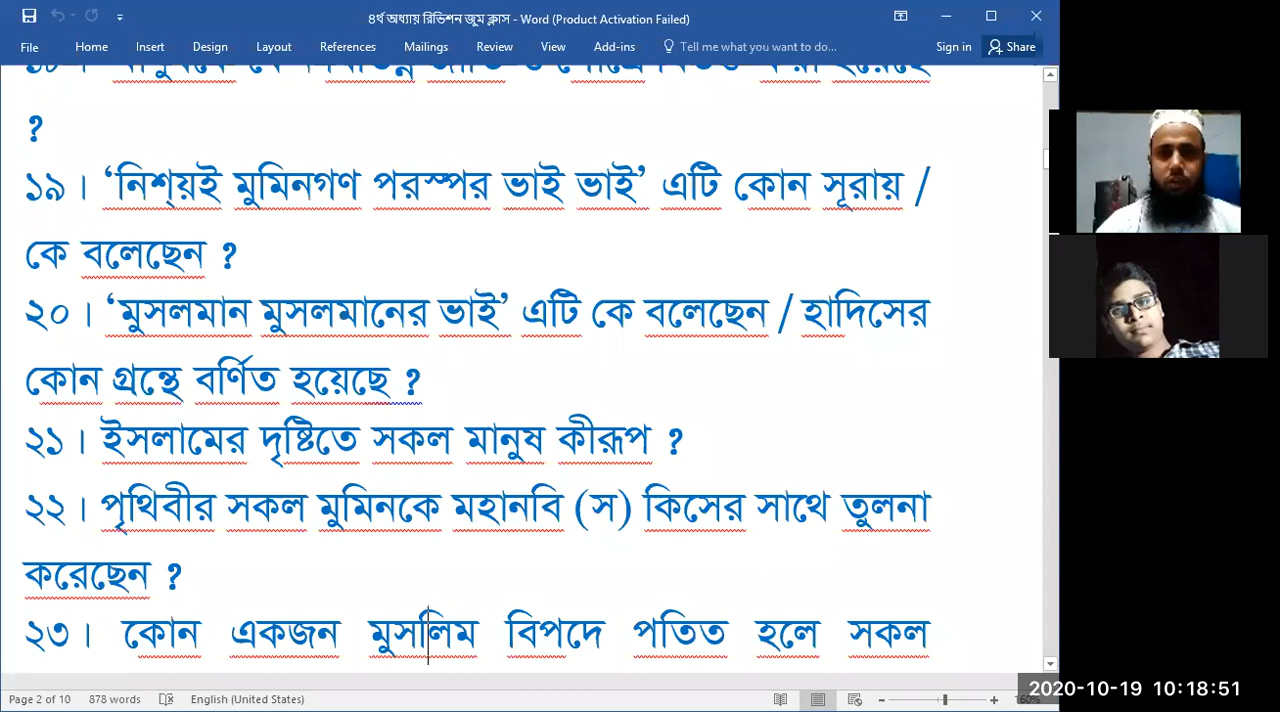 ৪র্থ অধ্যায় রিভিশন জুম ক্লাস - Word (Product Activation Failed)
File Home Insert Design Layout References Mailings Review View Add-ins Tell me what you want to do... Sign in Share
?
১৯। ‘নিশ্য়ই মুমিনগণ পরস্পর ভাই ভাই’ এটি কোন সূরায় /
কে বলেছেন ?
২০। ‘মুসলমান মুসলমানের ভাই’ এটি কে বলেছেন / হাদিসের
কোন গ্রন্থে বর্ণিত হয়েছে ?
২১। ইসলামের দৃষ্টিতে সকল মানুষ কীরূপ ?
২২। পৃথিবীর সকল মুমিনকে মহানবি (স) কিসের সাথে তুলনা
করেছেন ?
২৩। কোন একজন মুসলিম বিপদে পতিত হলে সকল
Page 2 of 10 878 words English (United States)
2020-10-19 10:18:51